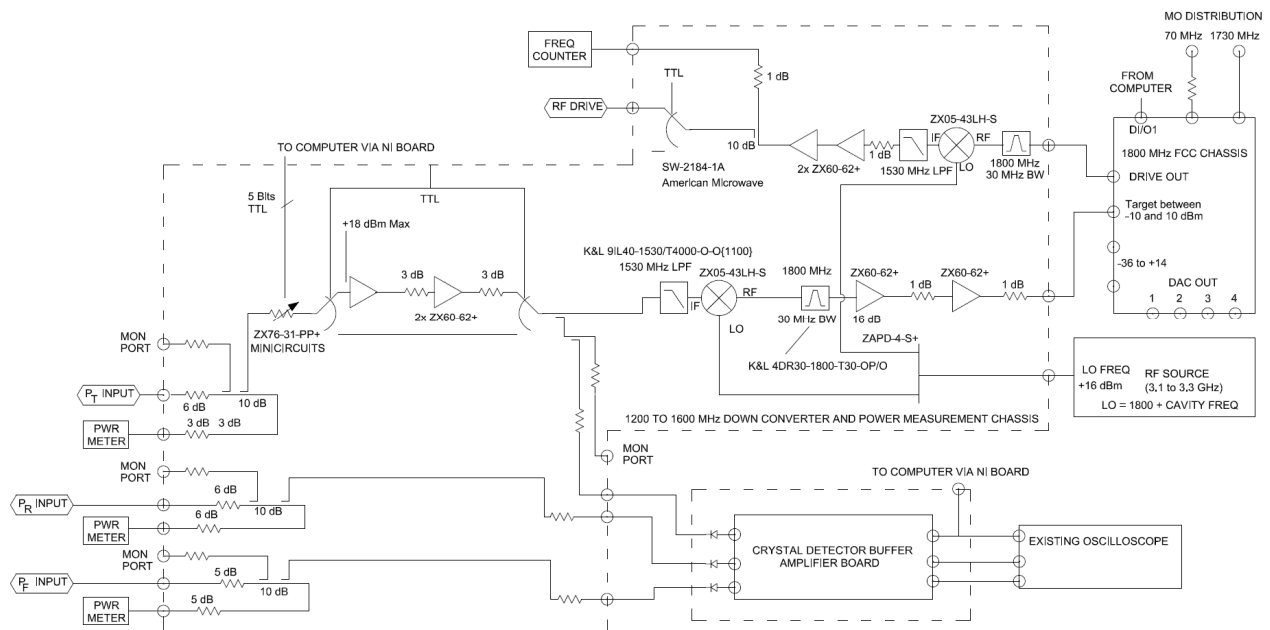 MO DISTRIBUTION
70 MHz 1730 MHz
FREQ
COUNTER
1 dB
TTL
FROM
COMPUTER
RF DRIVE
ZX05-43LH-S
DI/O1
TO COMPUTER VIA NI BOARD
10 dB
IF
RF
1 dB
LO
1800 MHz FCC CHASSIS
SW-2184-1A
American Microwave
2x ZX60-62+
1530 MHz LPF
1800 MHz
30 MHz BW
DRIVE OUT
5 BIts
TTL
TTL
Target between
-10 and 10 dBm
+18 dBm Max
K&L 9IL40-1530/T4000-O-O{1100}
1530 MHz LPF
ZX05-43LH-S
1800 MHz
ZX60-62+
ZX60-62+
-36 to +14
3 dB
3 dB
RF
1 dB
1 dB
DAC OUT
IF
1 2 3 4
2x ZX60-62+
LO
30 MHz BW
16 dB
ZX76-31-PP+
MINICIRCUITS
ZAPD-4-S+
MON
PORT
K&L 4DR30-1800-T30-OP/O
LO FREQ
+16 dBm
RF SOURCE
(3,1 to 3,3 GHz)
LO = 1800 + CAVITY FREQ
PT INPUT
6 dB
10 dB
1200 TO 1600 MHz DOWN CONVERTER AND POWER MEASUREMENT CHASSIS
PWR
METER
3 dB 3 dB
MON
PORT
MON
PORT
TO COMPUTER VIA NI BOARD
6 dB
PR INPUT
10 dB
6 dB
PWR
METER
CRYSTAL DETECTOR BUFFER
AMPLIFIER BOARD
EXISTING OSCILLOSCOPE
MON
PORT
5 dB
PF INPUT
10 dB
5 dB
PWR
METER